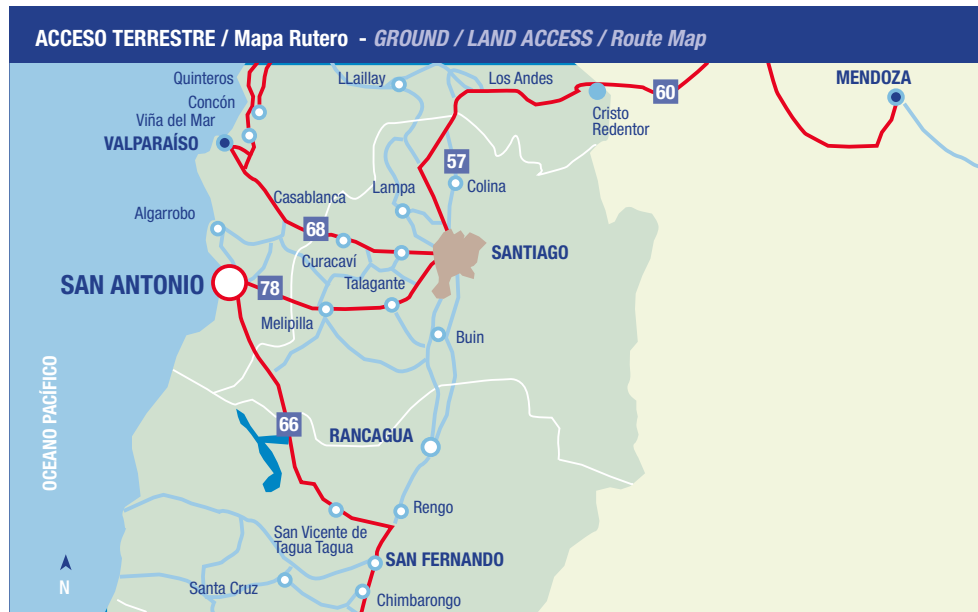 ACCESO TERRESTRE / Mapa Rutero - GROUND / LAND ACCESS / Route Map
Quinteros
LLaillay
Los Andes
MENDOZA
Concón
60
Cristo
Redentor
Viña del Mar
VALPARAÍSO
57
Lampa
Colina
Casablanca
Algarrobo
68
SANTIAGO
Curacaví
SAN ANTONIO
78
Talagante
Melipilla
Buin
OCEANO PACÍFICO
66
RANCAGUA
Rengo
San Vicente de
Tagua Tagua
SAN FERNANDO
N
Santa Cruz
Chimbarongo